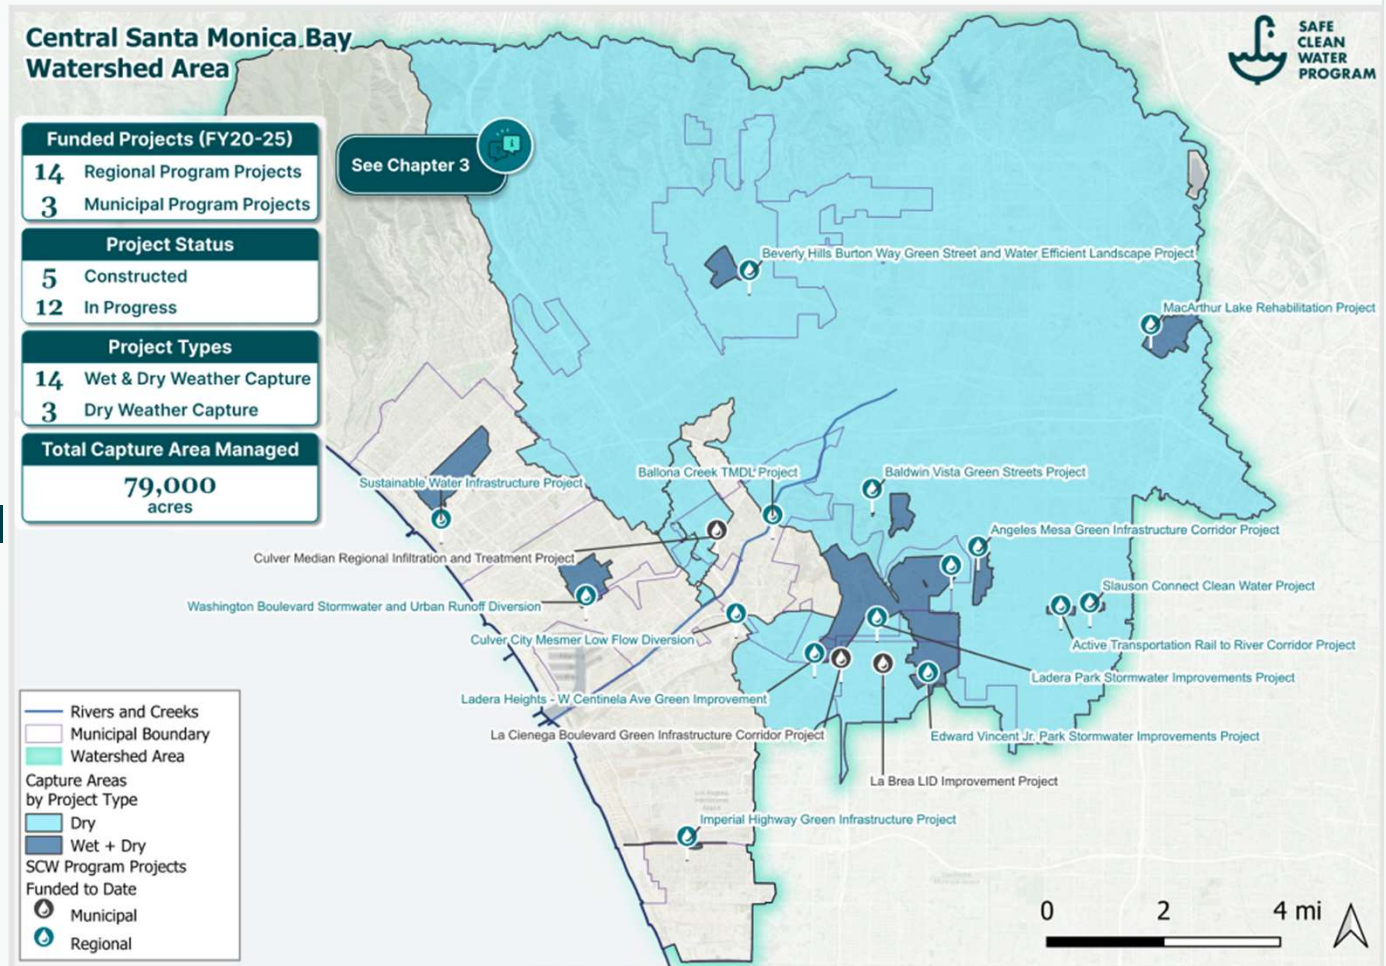 Central Santa Monica Bay
Watershed Area
SAFE
CLEAN
WATER
PROGRAM
Funded Projects (FY20-25)
14 Regional Program Projects
3 Municipal Program Projects
Project Status
5 Constructed
12 In Progress
Project Types
14 Wet & Dry Weather Capture
3 Dry Weather Capture
Total Capture Area Managed
79,000
acres
See Chapter 3
Beverly Hills Burton Way Green Street and Water Efficient Landscape Project
MacArthur Lake Rehabilitation Project
Sustainable Water Infrastructure Project
Ballona Creek TMDL Project
Baldwin Vista Green Streets Project
Angeles Mesa Green Infrastructure Corridor Project
Culver Median Regional Infiltration and Treatment Project
Slauson Connect Clean Water Project
Washington Boulevard Stormwater and Urban Runoff Diversion
Culver City Mesmer Low Flow Diversion
Active Transportation Rail to River Corridor Project
Ladera Park Stormwater Improvements Project
Ladera Heights - W Centinela Ave Green Improvement
La Cienega Boulevard Green Infrastructure Corridor Project
Edward Vincent Jr. Park Stormwater Improvements Project
La Brea LID Improvement Project
Imperial Highway Green Infrastructure Project
Rivers and Creeks
Municipal Boundary
Watershed Area
Capture Areas
by Project Type
Dry
Wet + Dry
SCW Program Projects
Funded to Date
Municipal
Regional
0 2 4 mi